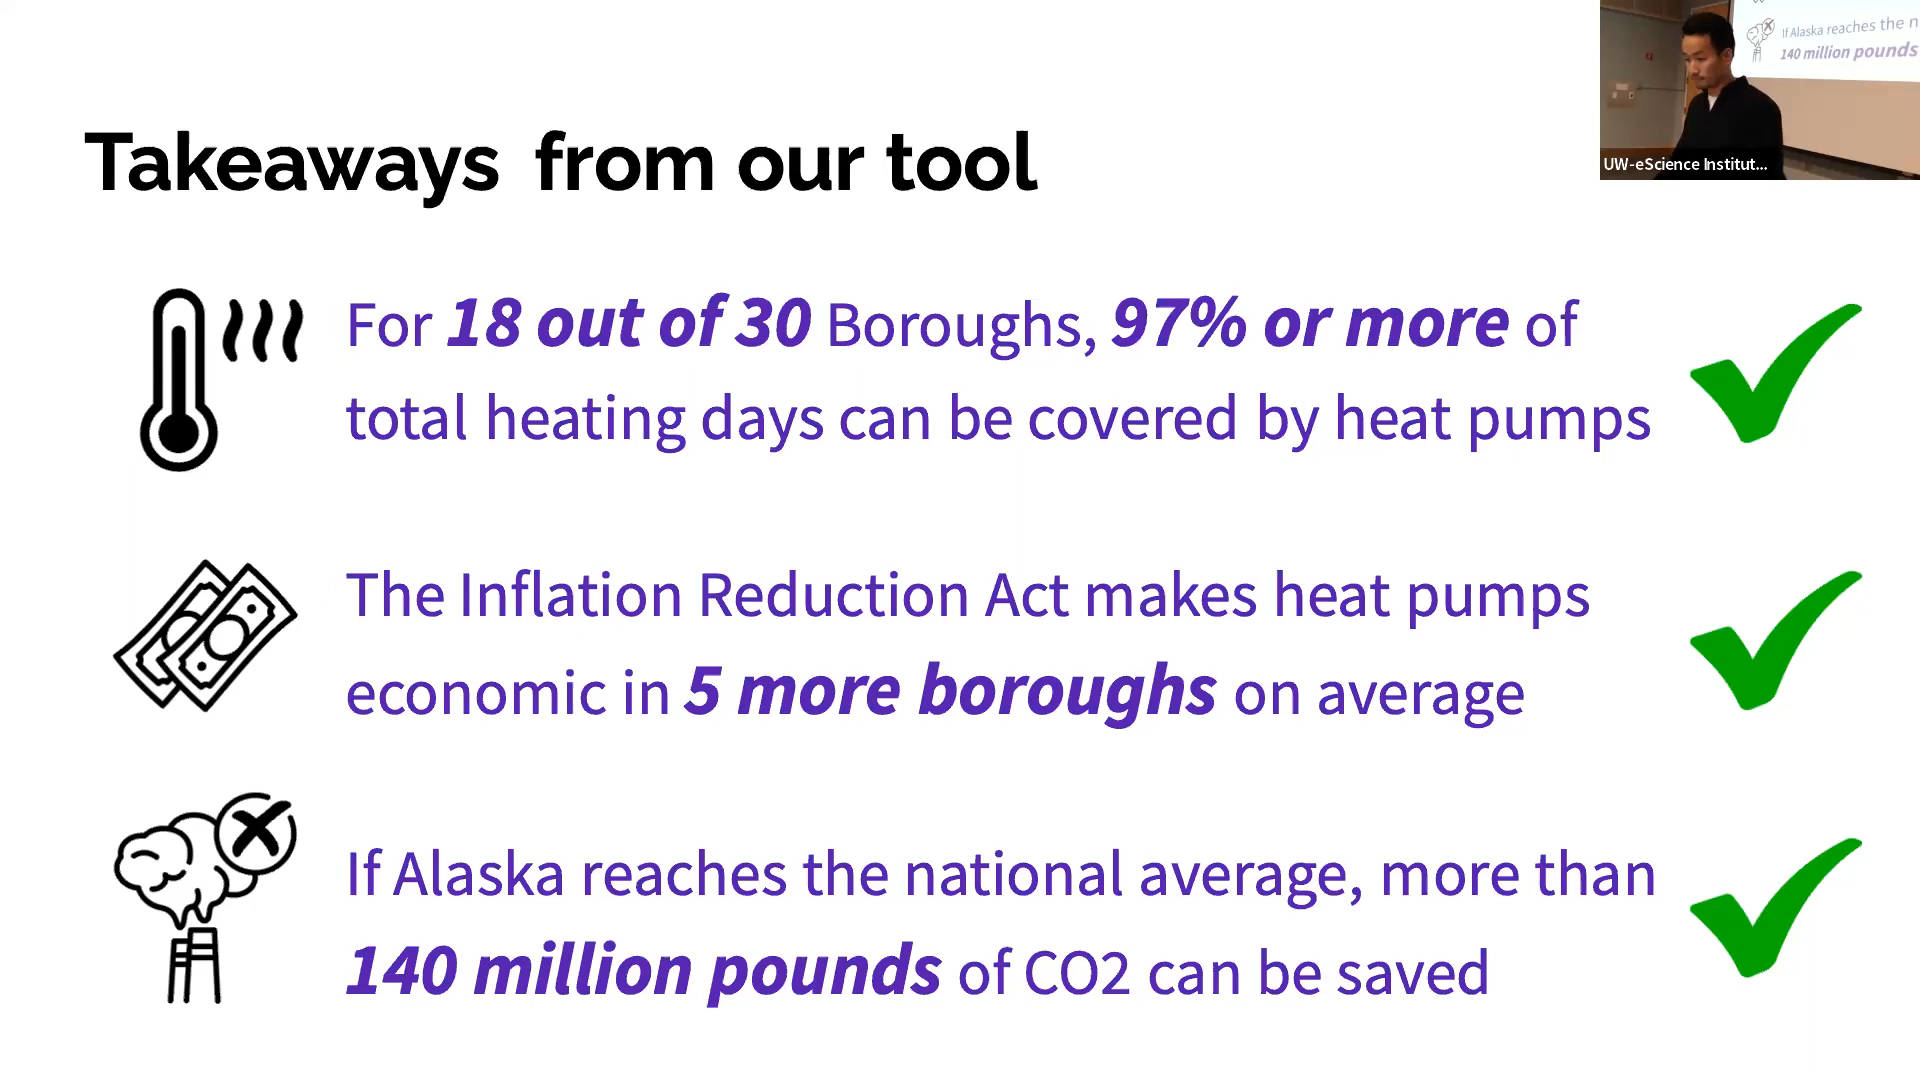 If Alaska reaches the n
140 million pounds
UW-eScience Institut...
Takeaways from our tool
For 18 out of 30 Boroughs, 97% or more of
total heating days can be covered by heat pumps
The Inflation Reduction Act makes heat pumps
economic in 5 more boroughs on average
If Alaska reaches the national average, more than
140 million pounds of CO2 can be saved